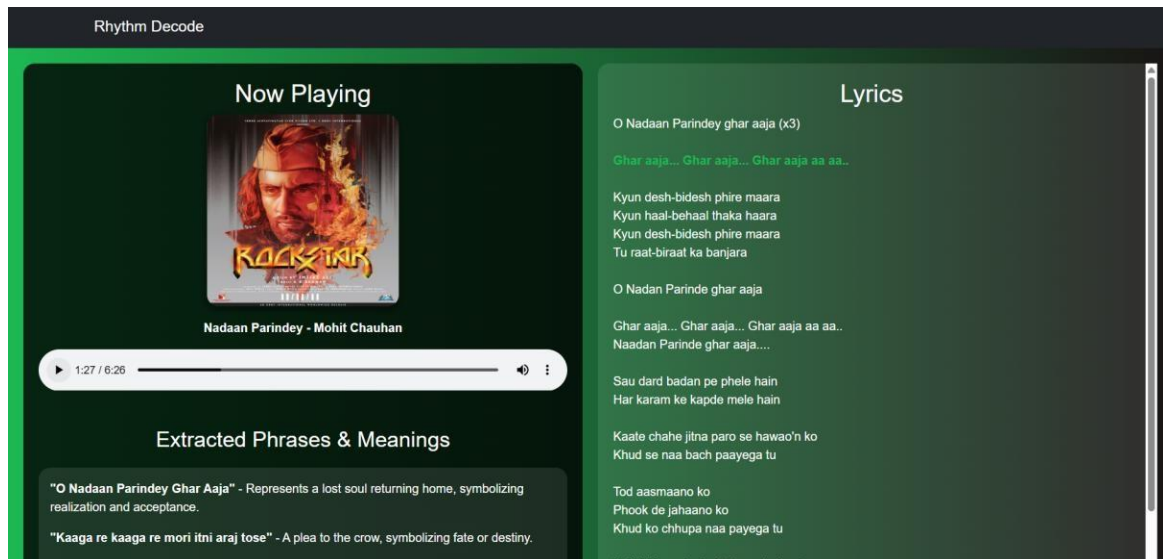 Rhythm Decode
Now Playing
ROCKSTAR
Nadaan Parindey - Mohit Chauhan
1:27 / 6:26
Extracted Phrases & Meanings
"O Nadaan Parindey Ghar Aaja" - Represents a lost soul returning home, symbolizing
realization and acceptance.
"Kaaga re kaaga re mori itni araj tose" - A plea to the crow, symbolizing fate or destiny.
Lyrics
O Nadaan Parindey ghar aaja (x3)
Ghar aaja... Ghar aaja... Ghar aaja aa aa..
Kyun desh-bidesh phire maara
Kyun haal-behaal thaka haara
Kyun desh-bidesh phire maara
Tu raat-biraat ka banjara
O Nadan Parinde ghar aaja
Ghar aaja... Ghar aaja... Ghar aaja aa aa..
Naadan Parinde ghar aaja....
Sau dard badan pe phele hain
Har karam ke kapde mele hain
Kaate chahe jitna paro se hawao'n ko
Khud se naa bach paayega tu
Tod aasmaano ko
Phook de jahaano ko
Khud ko chhupa naa payega tu